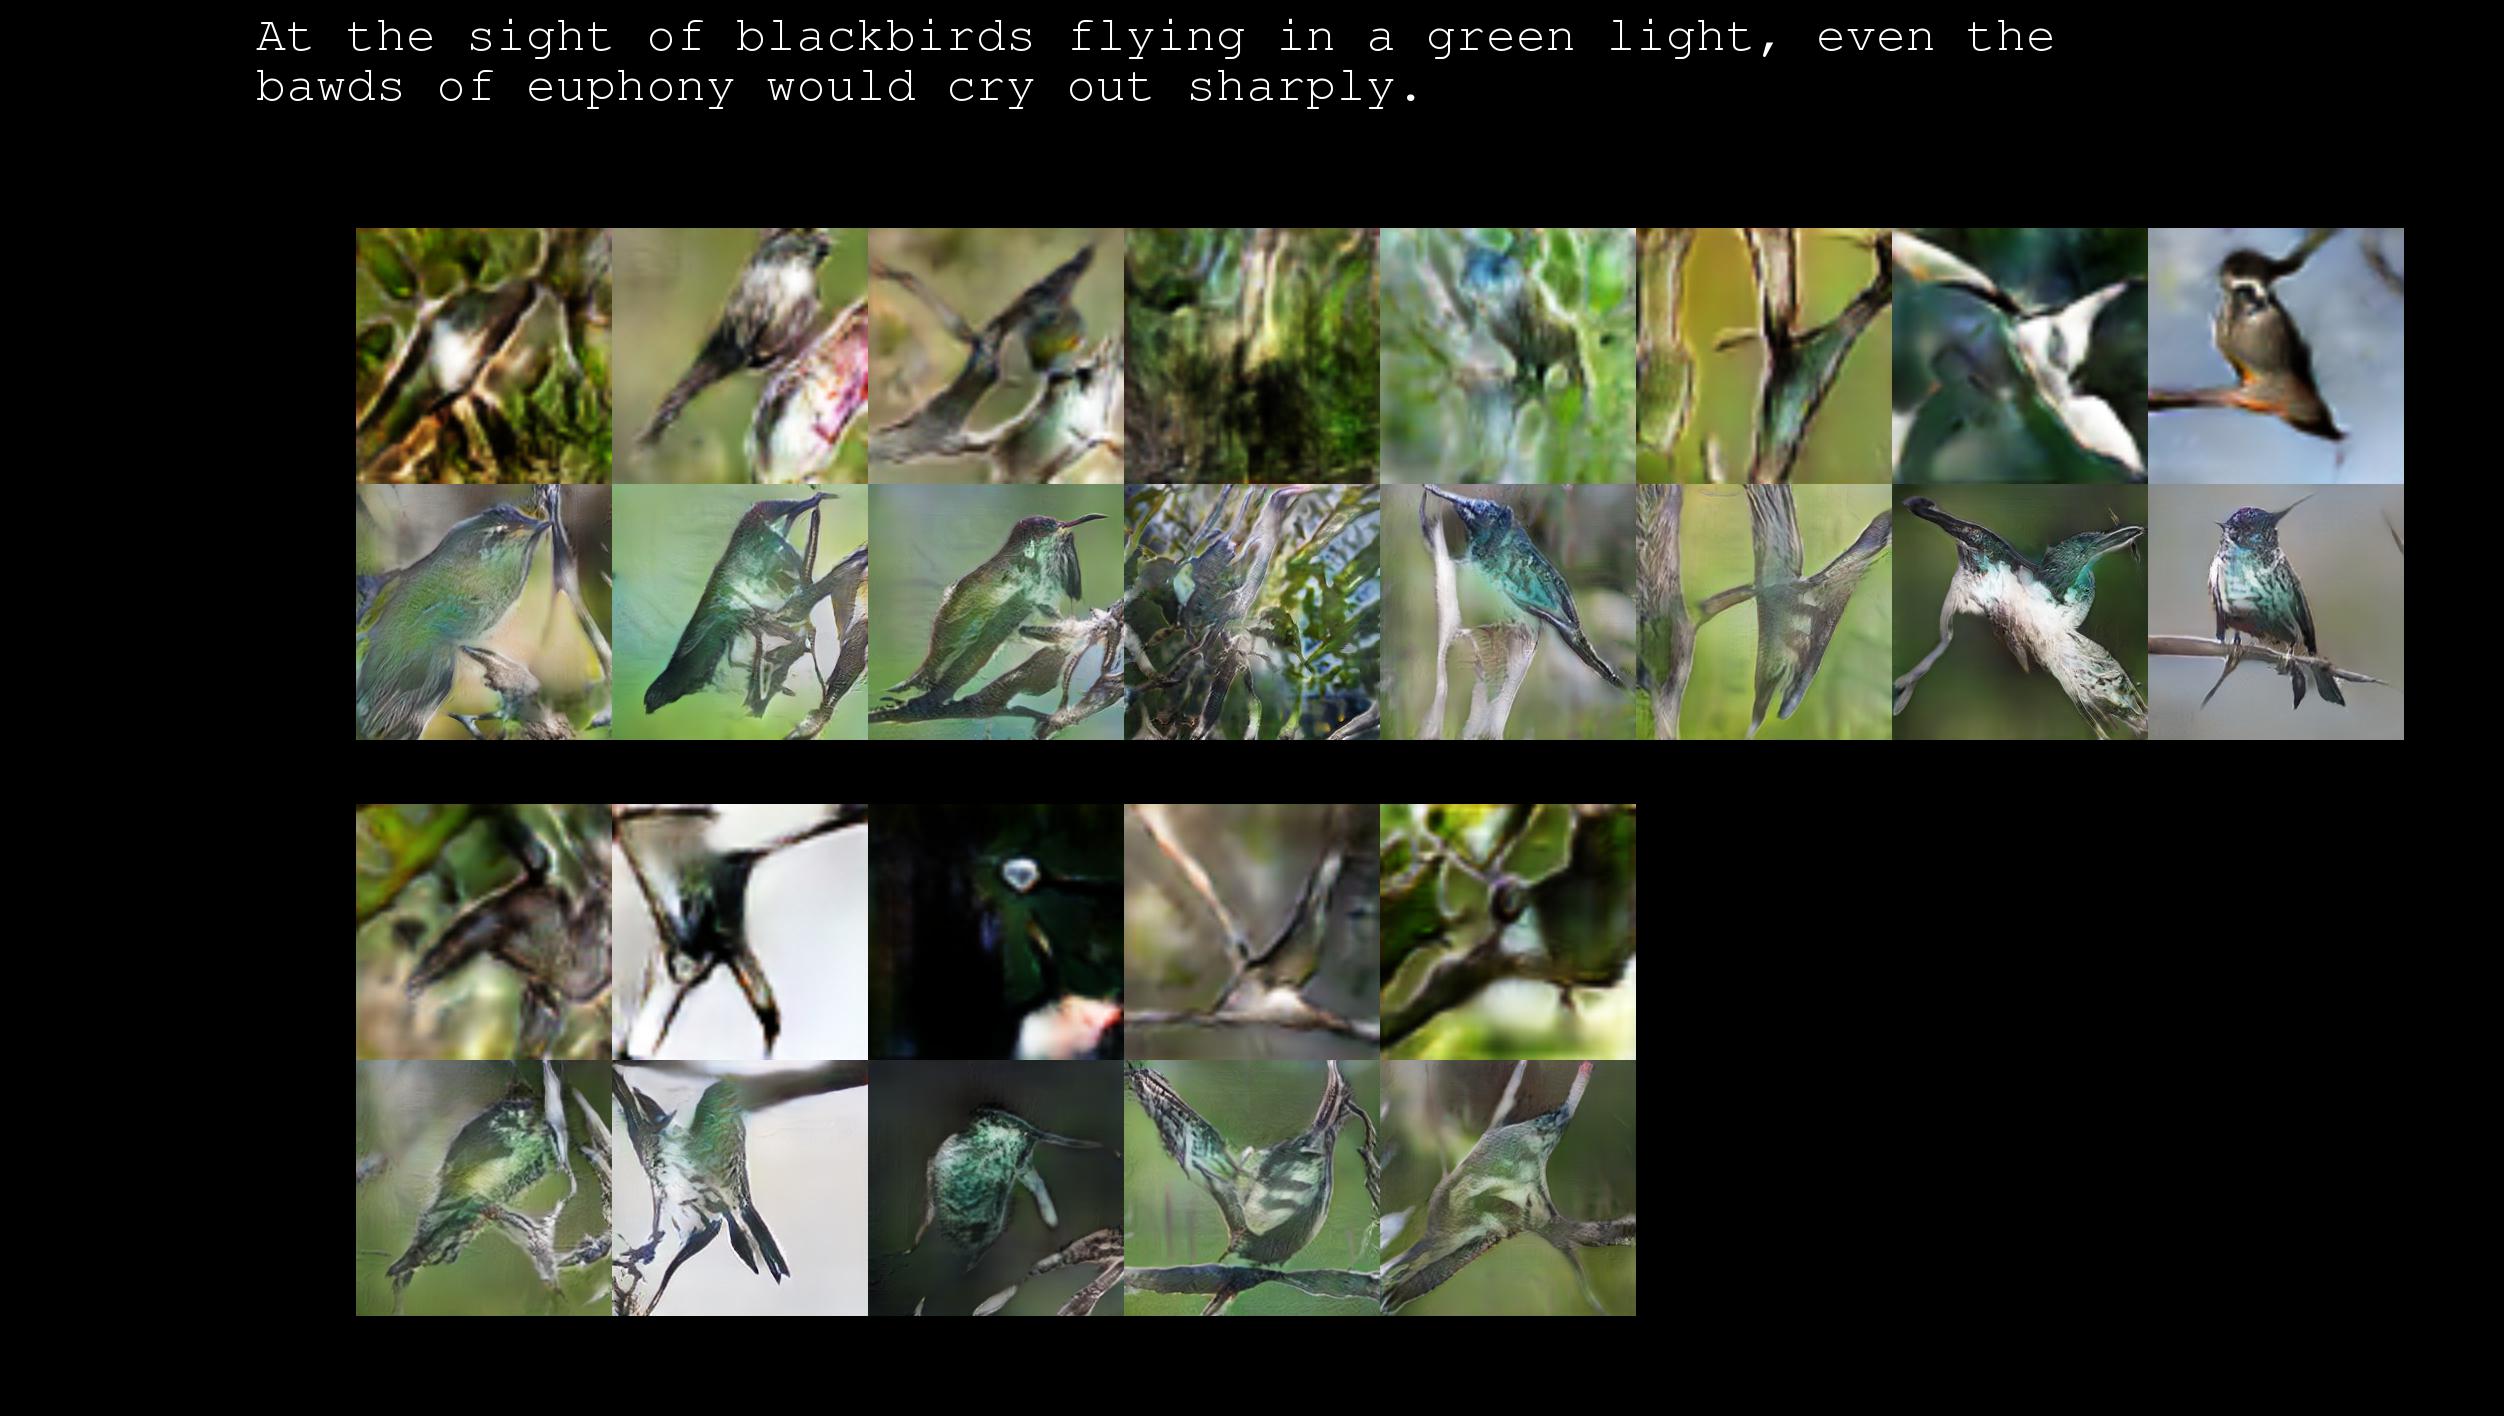 At the sight of blackbirds flying in a green light, even the
bawds of euphony would cry out sharply.